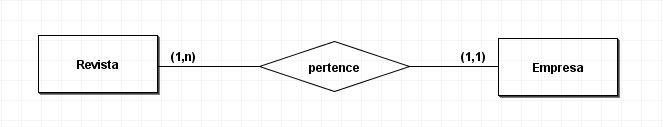 Revista
(1,n)
pertence
(1,1)
Empresa